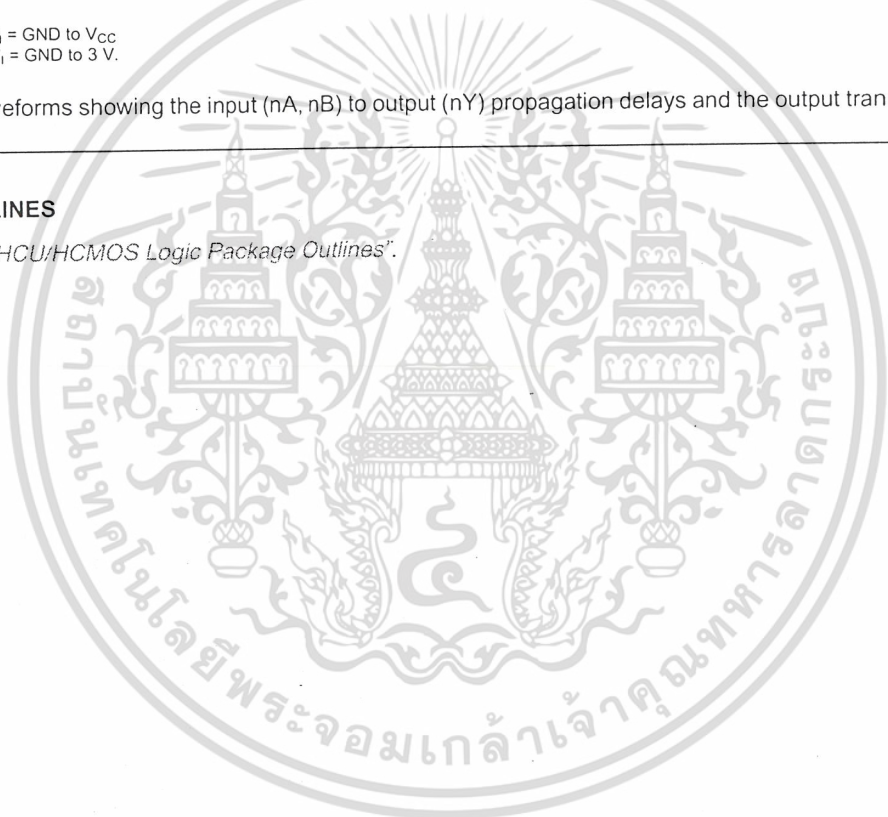 = GND to VCC
= GND to 3 V.
eforms showing the input (nA, nB) to output (nY) propagation delays and the output tran
INES
HCU/HCMOS Logic Package Outlines".
สถาบันเทคโนโลยีพระจอมเกล้าเจ้าคุณทหารลาดกระบัง
๔